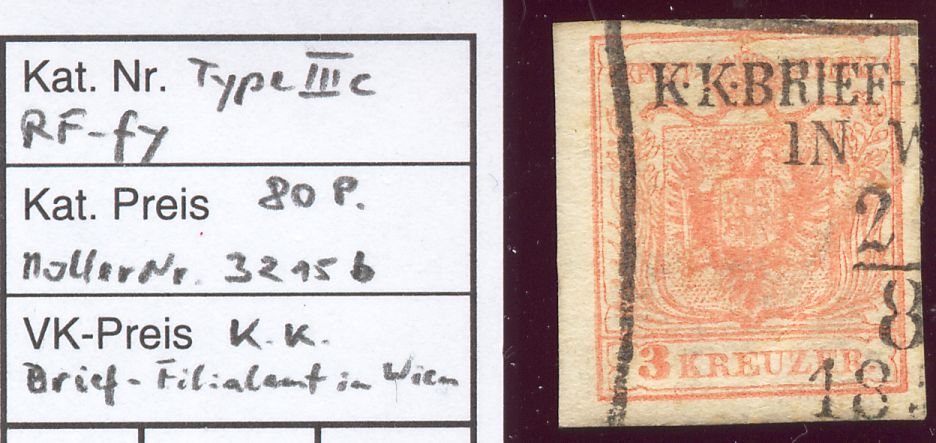 Kat. Nr. Type III c
RF-fy
Kat. Preis 80 P.
Müller Nr. 3215 b
VK-Preis K. K.
Brief-Filialamt in Wien
K·K·BRIEF-
IN W
2
8
18
3 KREUZER